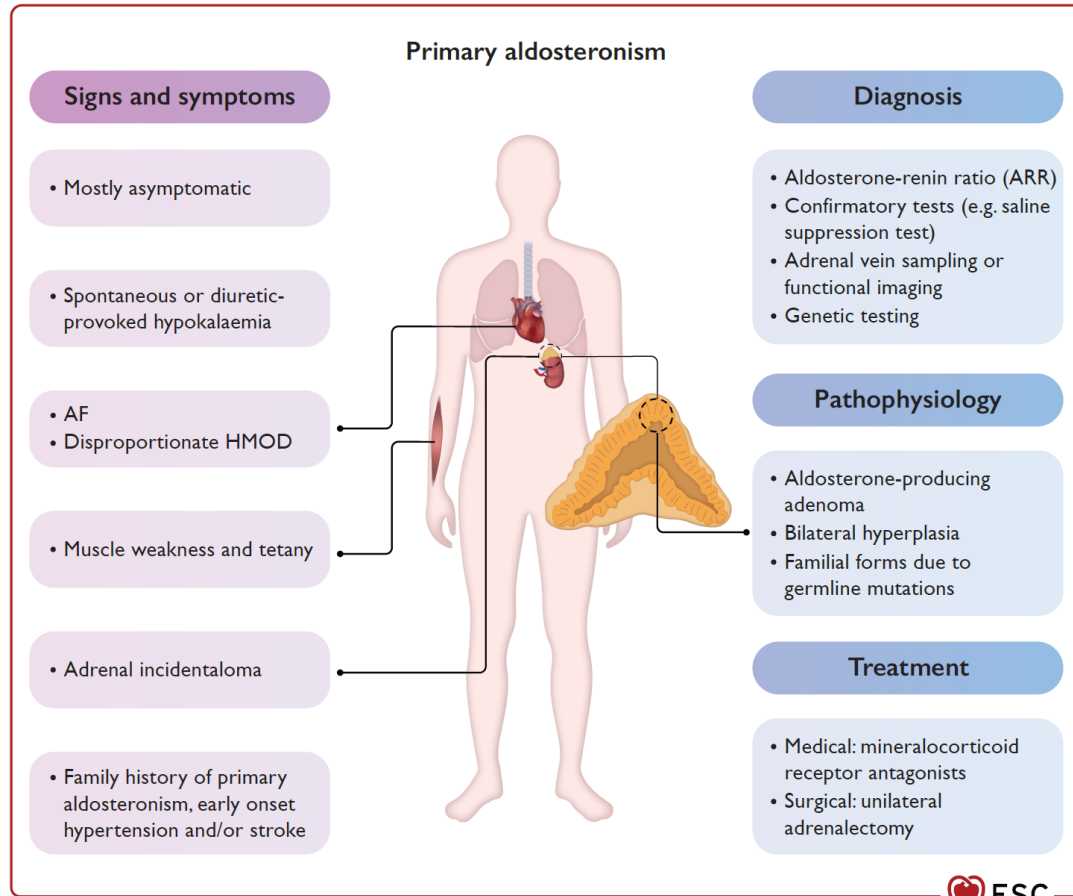 Primary aldosteronism
Signs and symptoms
• Mostly asymptomatic
• Spontaneous or diuretic-
provoked hypokalaemia
• AF
• Disproportionate HMOD
• Muscle weakness and tetany
• Adrenal incidentaloma
• Family history of primary
aldosteronism, early onset
hypertension and/or stroke
Diagnosis
• Aldosterone-renin ratio (ARR)
• Confirmatory tests (e.g. saline
suppression test)
• Adrenal vein sampling or
functional imaging
• Genetic testing
Pathophysiology
• Aldosterone-producing
adenoma
• Bilateral hyperplasia
• Familial forms due to
germline mutations
Treatment
• Medical: mineralocorticoid
receptor antagonists
• Surgical: unilateral
adrenalectomy
ESC